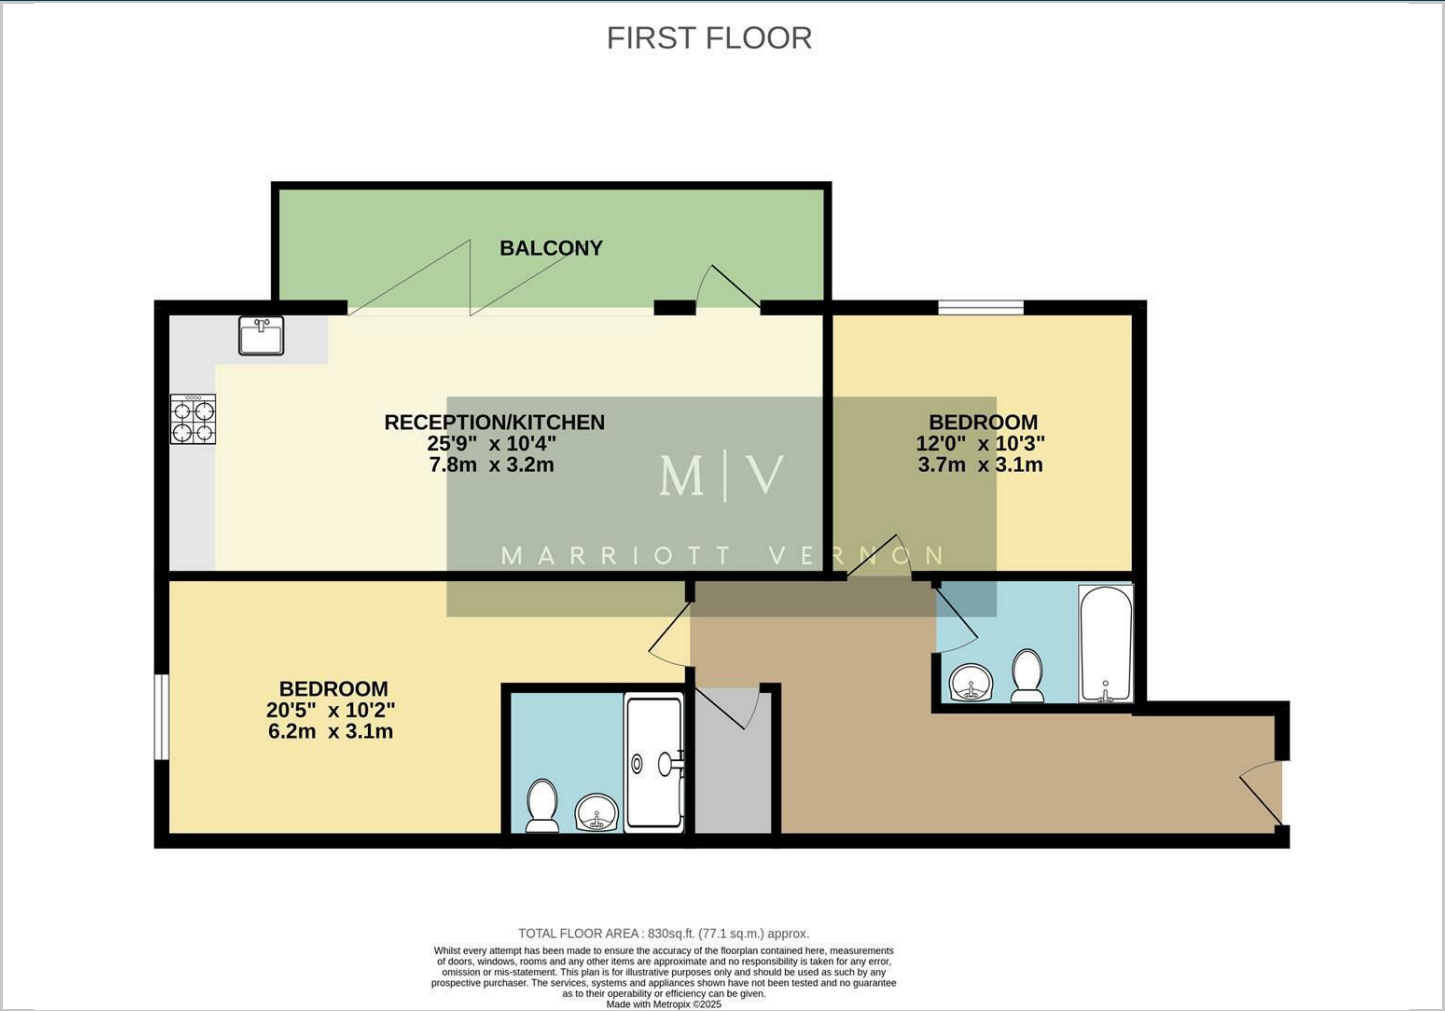 FIRST FLOOR
BALCONY
RECEPTION/KITCHEN
25'9" x 10'4"
7.8m x 3.2m
BEDROOM
12'0" x 10'3"
3.7m x 3.1m
M|V
MARRIOTT VERNON
BEDROOM
20'5" x 10'2"
6.2m x 3.1m
TOTAL FLOOR AREA : 830sq.ft. (77.1 sq.m.) approx.
Whilst every attempt has been made to ensure the accuracy of the floorplan contained here, measurements
of doors, windows, rooms and any other items are approximate and no responsibility is taken for any error,
omission or mis-statement. This plan is for illustrative purposes only and should be used as such by any
prospective purchaser. The services, systems and appliances shown have not been tested and no guarantee
as to their operability or efficiency can be given.
Made with Metropix ©2025